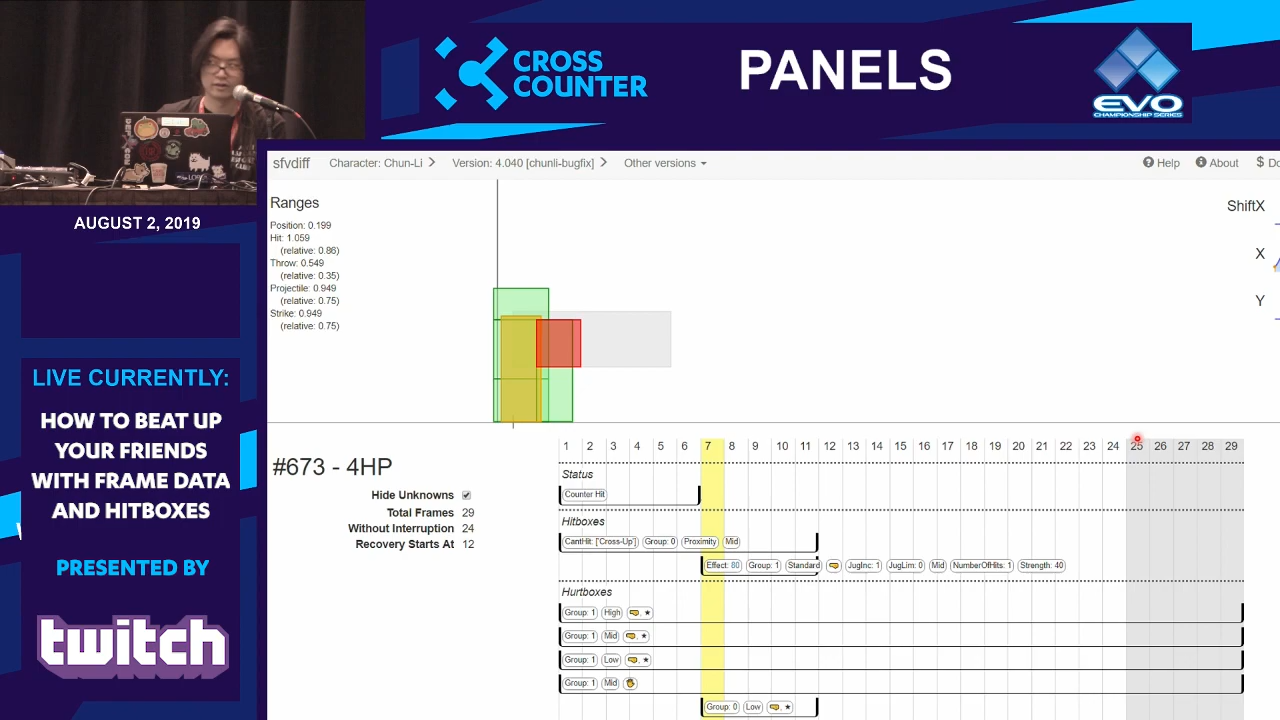 CROSS
COUNTER
PANELS
EVO
CHAMPIONSHIP SERIES
AUGUST 2, 2019
LIVE CURRENTLY:
HOW TO BEAT UP
YOUR FRIENDS
WITH FRAME DATA
AND HITBOXES
PRESENTED BY
twitch
sfvdiff Character: Chun-Li Version: 4.040 [chunli-bugfix] Other versions Help About $
Ranges
Position: 0.199
Hit: 1.059
(relative: 0.86)
Throw: 0.549
(relative: 0.35)
Projectile: 0.949
(relative: 0.75)
Strike: 0.949
(relative: 0.75)
ShiftX
X
Y
#673 - 4HP
Hide Unknowns
Total Frames 29
Without Interruption 24
Recovery Starts At 12
1 2 3 4 5 6 7 8 9 10 11 12 13 14 15 16 17 18 19 20 21 22 23 24 25 26 27 28 29
Status
Counter Hit
Hitboxes
CantHit: ['Cross-Up'] Group: 0 Proximity Mid
Effect: 80 Group: 1 Standard JugInc: 1 JugLim: 0 Mid NumberOfHits: 1 Strength: 40
Hurtboxes
Group: 1 High
Group: 1 Mid
Group: 1 Low
Group: 1 Mid
Group: 0 Low